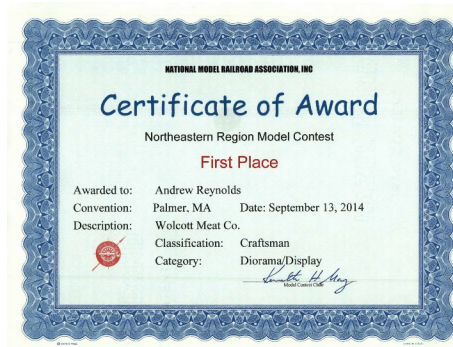 NATIONAL MODEL RAILROAD ASSOCIATION, INC
Certificate of Award
Northeastern Region Model Contest
First Place
Awarded to: Andrew Reynolds
Convention: Palmer, MA Date: September 13, 2014
Description: Wolcott Meat Co.
Classification: Craftsman
Category: Diorama/Display
Model Contest Chair